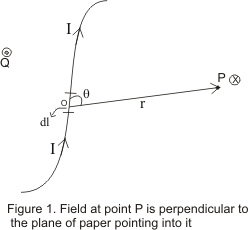 I
Q
P
θ
O
r
dl
I
Figure 1. Field at point P is perpendicular to
the plane of paper pointing into it